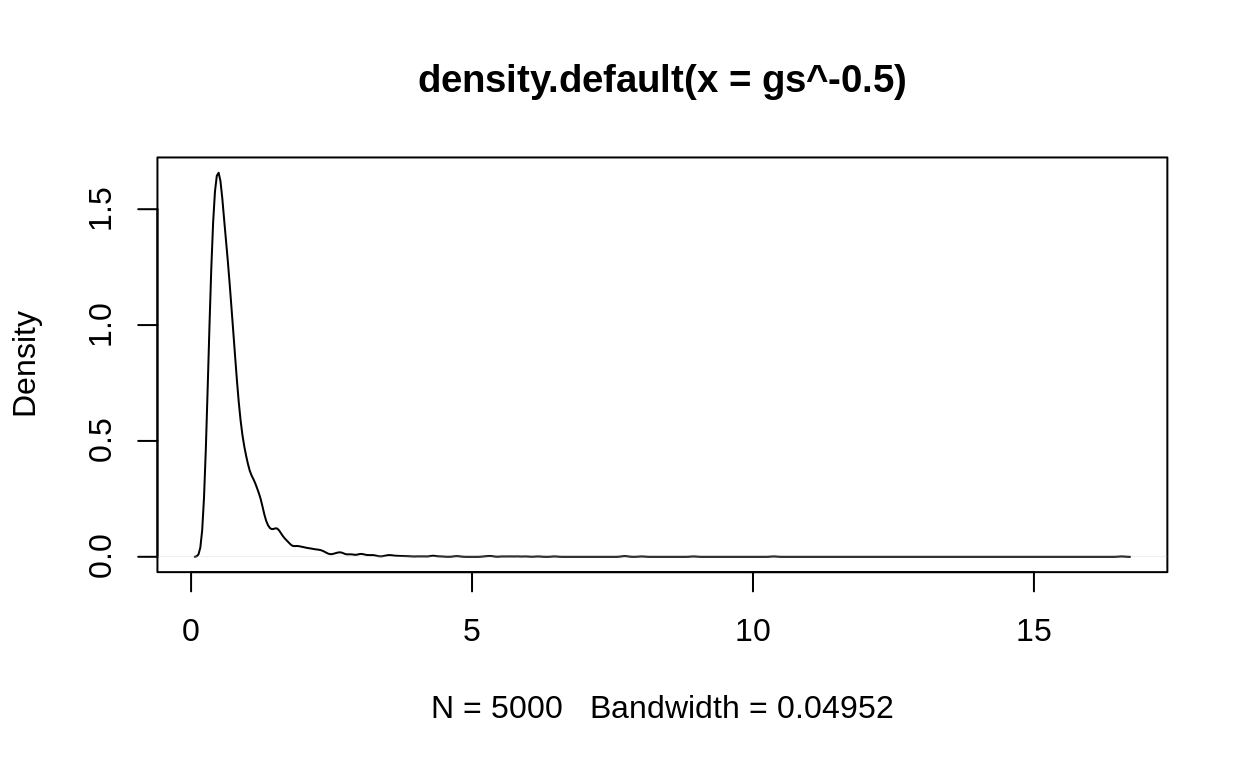 density.default(x = gs^-0.5)
Density
1.5
1.0
0.5
0.0
0 5 10 15
N = 5000 Bandwidth = 0.04952